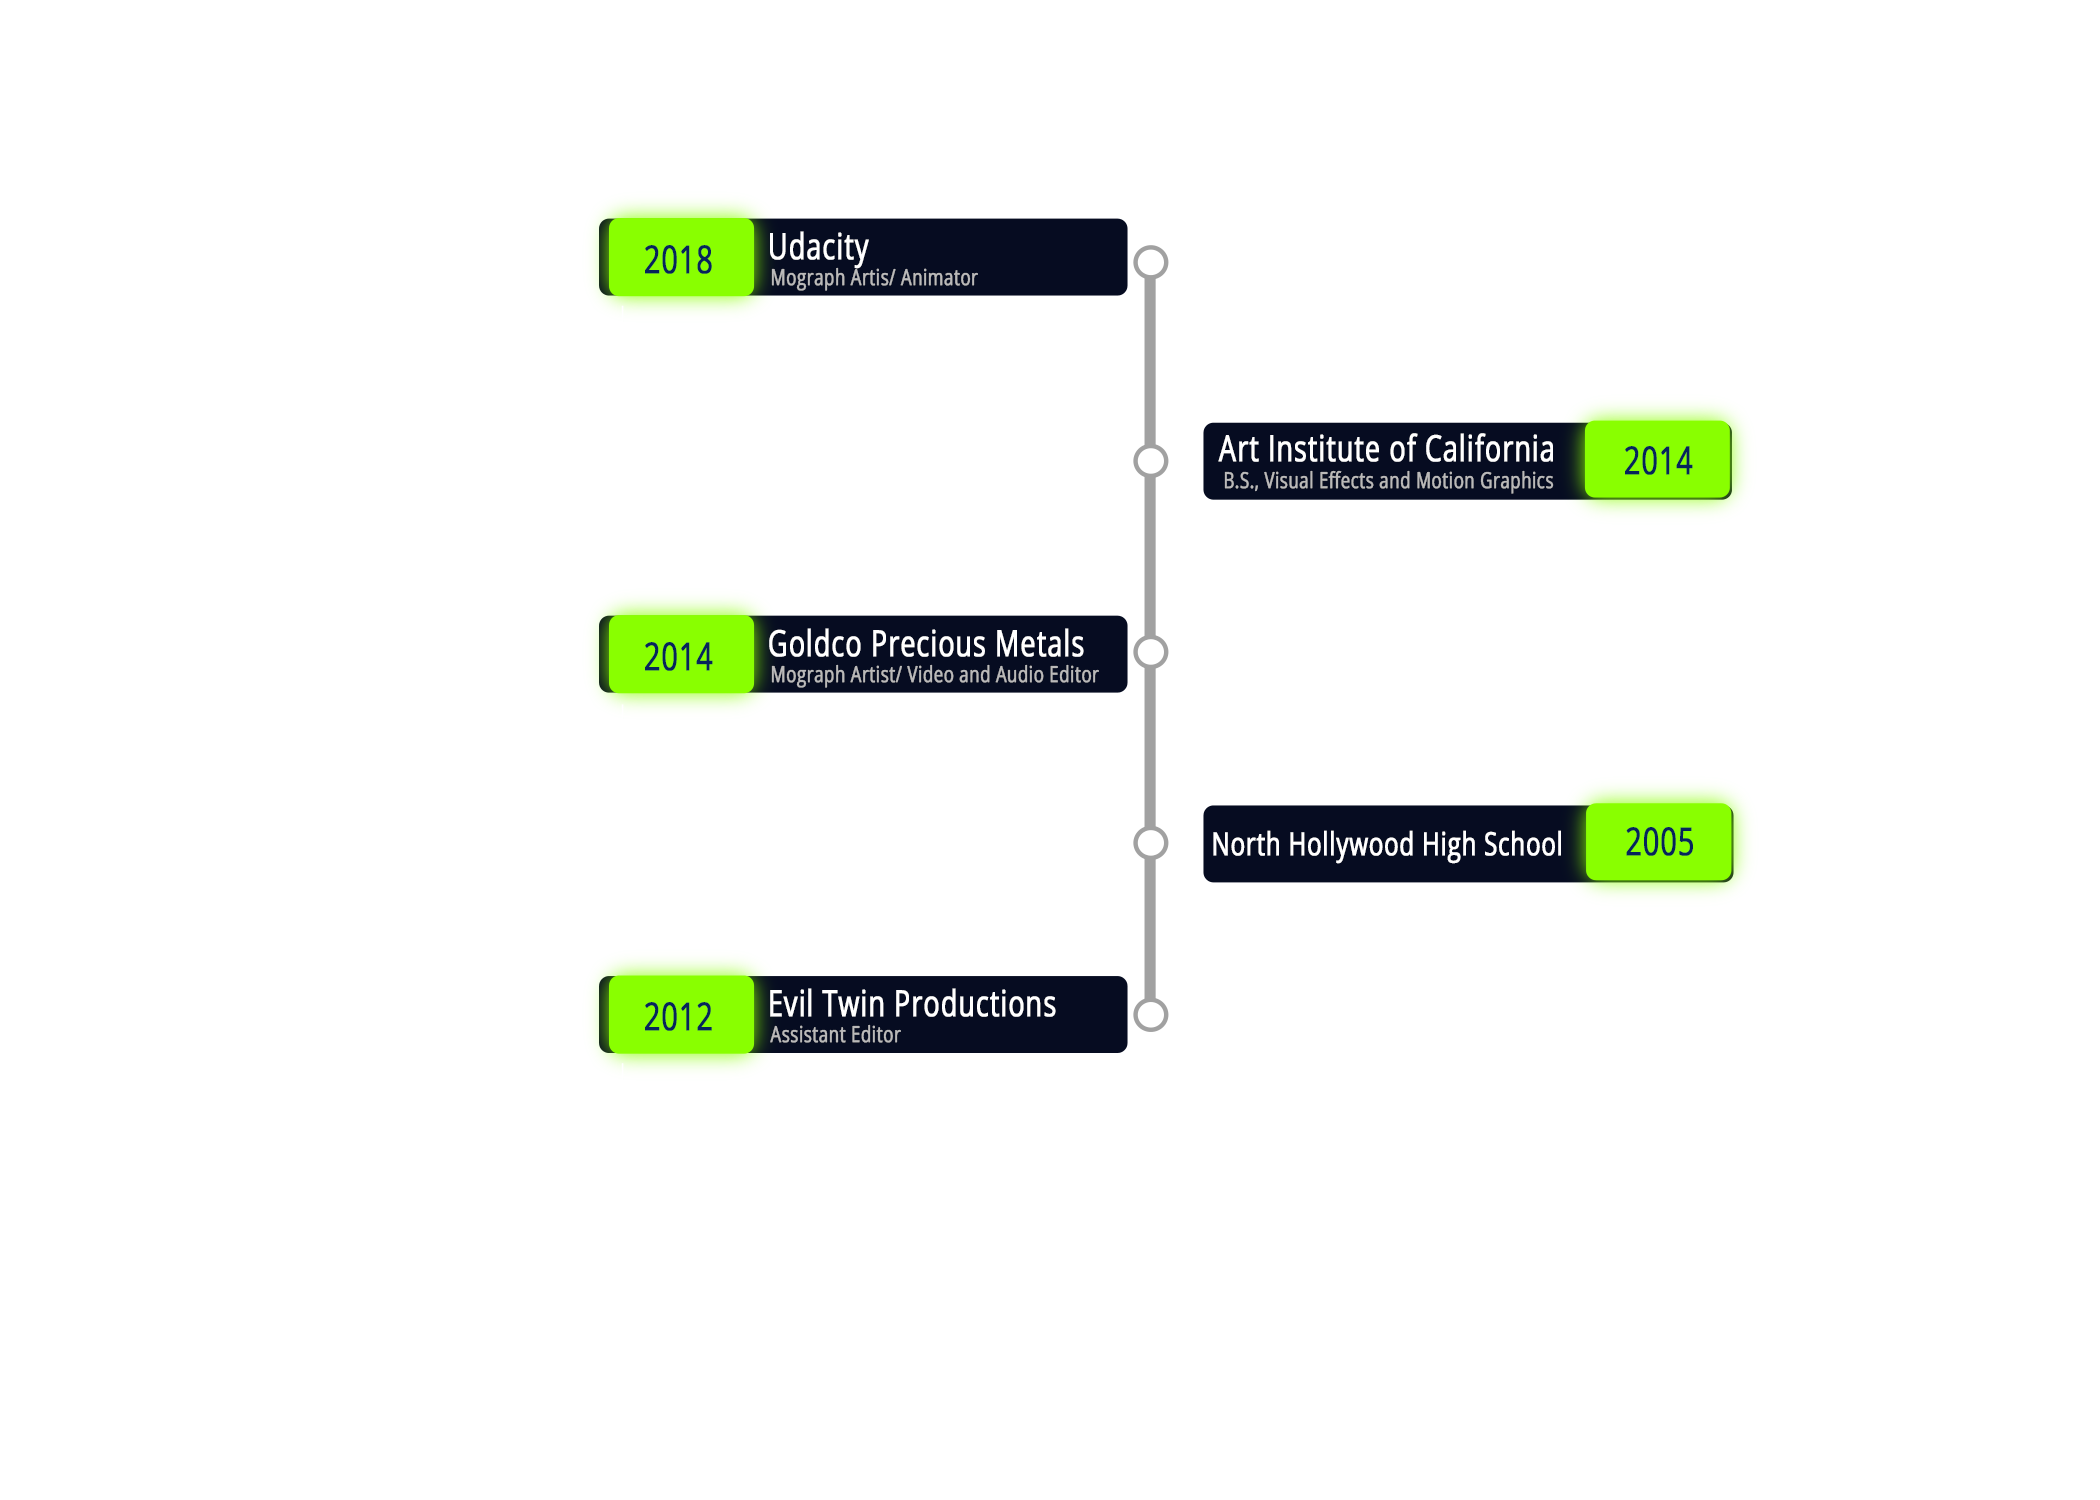 2018
Udacity
Mograph Artis/ Animator
Art Institute of California
B.S., Visual Effects and Motion Graphics
2014
2014
Goldco Precious Metals
Mograph Artist/ Video and Audio Editor
North Hollywood High School
2005
2012
Evil Twin Productions
Assistant Editor